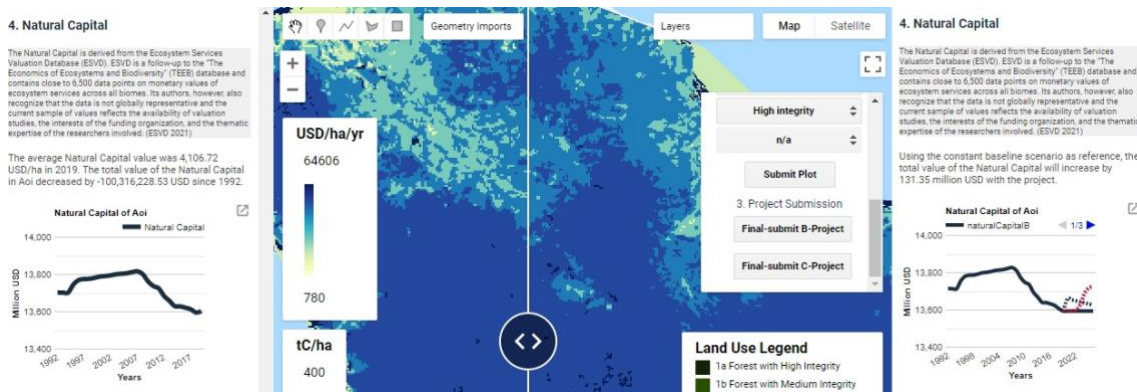 4. Natural Capital
The Natural Capital is derived from the Ecosystem Services
Valuation Database (ESVD). ESVD is a follow-up to the "The
Economics of Ecosystems and Biodiversity" (TEEB) database and
contains close to 6,500 data points on monetary values of
ecosystem services across all biomes. Its authors, however, also
recognize that the data is not globally representative and the
current sample of values reflects the availability of valuation
studies, the interests of the funding organization, and the thematic
expertise of the researchers involved. (ESVD 2021)
The average Natural Capital value was 4,106.72
USD/ha in 2019. The total value of the Natural Capital
in Aoi decreased by -100,316,228.53 USD since 1992.
Natural Capital of Aoi
Natural Capital
14,000
13,800
13,600
13,400
Million USD
1992
1997
2002
2007
2012
2017
Years
Geometry Imports
Layers
Map
Satellite
+
−
USD/ha/yr
64606
780
tC/ha
400
High integrity
n/a
Submit Plot
3. Project Submission
Final-submit B-Project
Final-submit C-Project
Land Use Legend
1a Forest with High Integrity
1b Forest with Medium Integrity
4. Natural Capital
The Natural Capital is derived from the Ecosystem Services
Valuation Database (ESVD). ESVD is a follow-up to the "The
Economics of Ecosystems and Biodiversity" (TEEB) database and
contains close to 6,500 data points on monetary values of
ecosystem services across all biomes. Its authors, however, also
recognize that the data is not globally representative and the
current sample of values reflects the availability of valuation
studies, the interests of the funding organization, and the thematic
expertise of the researchers involved. (ESVD 2021)
Using the constant baseline scenario as reference, the
total value of the Natural Capital will increase by
131.35 million USD with the project.
Natural Capital of Aoi
naturalCapitalB
1/3
14,000
13,800
13,600
13,400
Million USD
1992
1998
2004
2010
2016
2022
Years